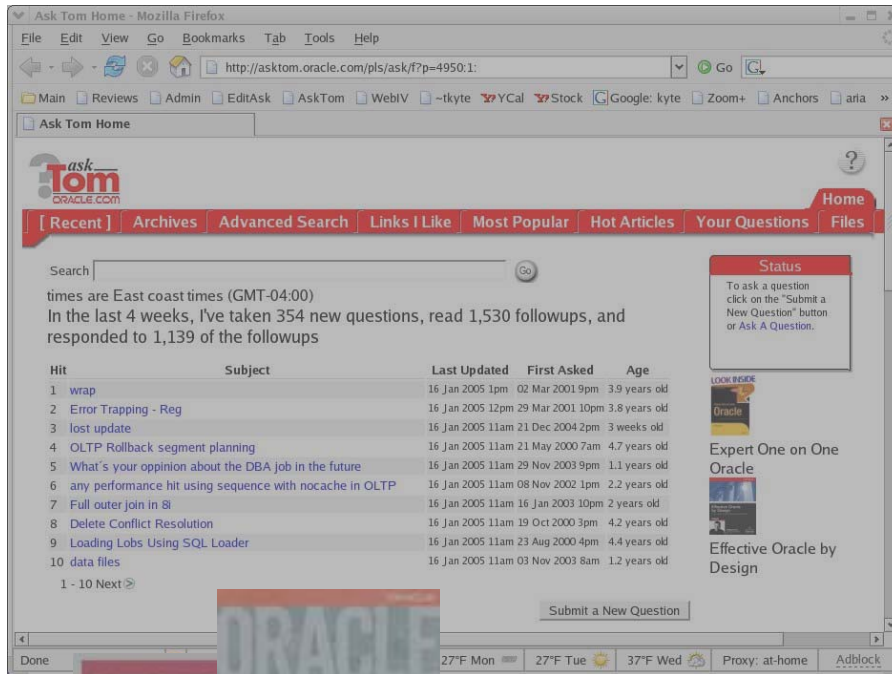 Ask Tom Home - Mozilla Firefox
File Edit View Go Bookmarks Tab Tools Help
http://asktom.oracle.com/pls/ask/f?p=4950:1: Go G
Main Reviews Admin EditAsk AskTom WebIV ~tkyte YCal Stock Google: kyte Zoom+ Anchors aria »
Ask Tom Home
ask
Tom
ORACLE.COM
?
Home
[ Recent ] Archives Advanced Search Links I Like Most Popular Hot Articles Your Questions Files
Search Go
times are East coast times (GMT-04:00)
In the last 4 weeks, I've taken 354 new questions, read 1,530 followups, and
responded to 1,139 of the followups
Status
To ask a question
click on the "Submit a
New Question" button
or Ask A Question.
Hit Subject Last Updated First Asked Age
1 wrap 16 Jan 2005 1pm 02 Mar 2001 9pm 3.9 years old
2 Error Trapping - Reg 16 Jan 2005 12pm 29 Mar 2001 10pm 3.8 years old
3 lost update 16 Jan 2005 11am 21 Dec 2004 2pm 3 weeks old
4 OLTP Rollback segment planning 16 Jan 2005 11am 21 May 2000 7am 4.7 years old
5 What´s your oppinion about the DBA job in the future 16 Jan 2005 11am 29 Nov 2003 9pm 1.1 years old
6 any performance hit using sequence with nocache in OLTP 16 Jan 2005 11am 08 Nov 2002 1pm 2.2 years old
7 Full outer join in 8i 16 Jan 2005 11am 16 Jan 2003 10pm 2 years old
8 Delete Conflict Resolution 16 Jan 2005 11am 19 Oct 2000 3pm 4.2 years old
9 Loading Lobs Using SQL Loader 16 Jan 2005 11am 23 Aug 2000 4pm 4.4 years old
10 data files 16 Jan 2005 11am 03 Nov 2003 8am 1.2 years old
1 - 10 Next
LOOK INSIDE
Oracle
Expert One on One
Oracle
Effective Oracle by
Design
Effective Oracle by
Design
Submit a New Question
ORACLE
Done 27°F Mon 27°F Tue 37°F Wed Proxy: at-home Adblock